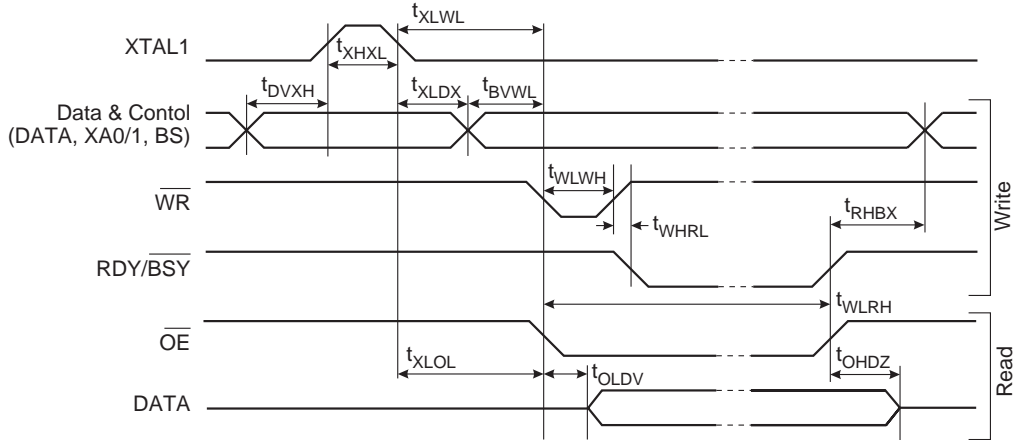 tXLWL
XTAL1
tXHXL
tDVXH
tXLDX
tBVWL
Data & Contol
(DATA, XA0/1, BS)
tWLWH
WR
tRHBX
tWHRL
Write
RDY/BSY
tWLRH
OE
tXLOL
tOLDV
tOHDZ
Read
DATA